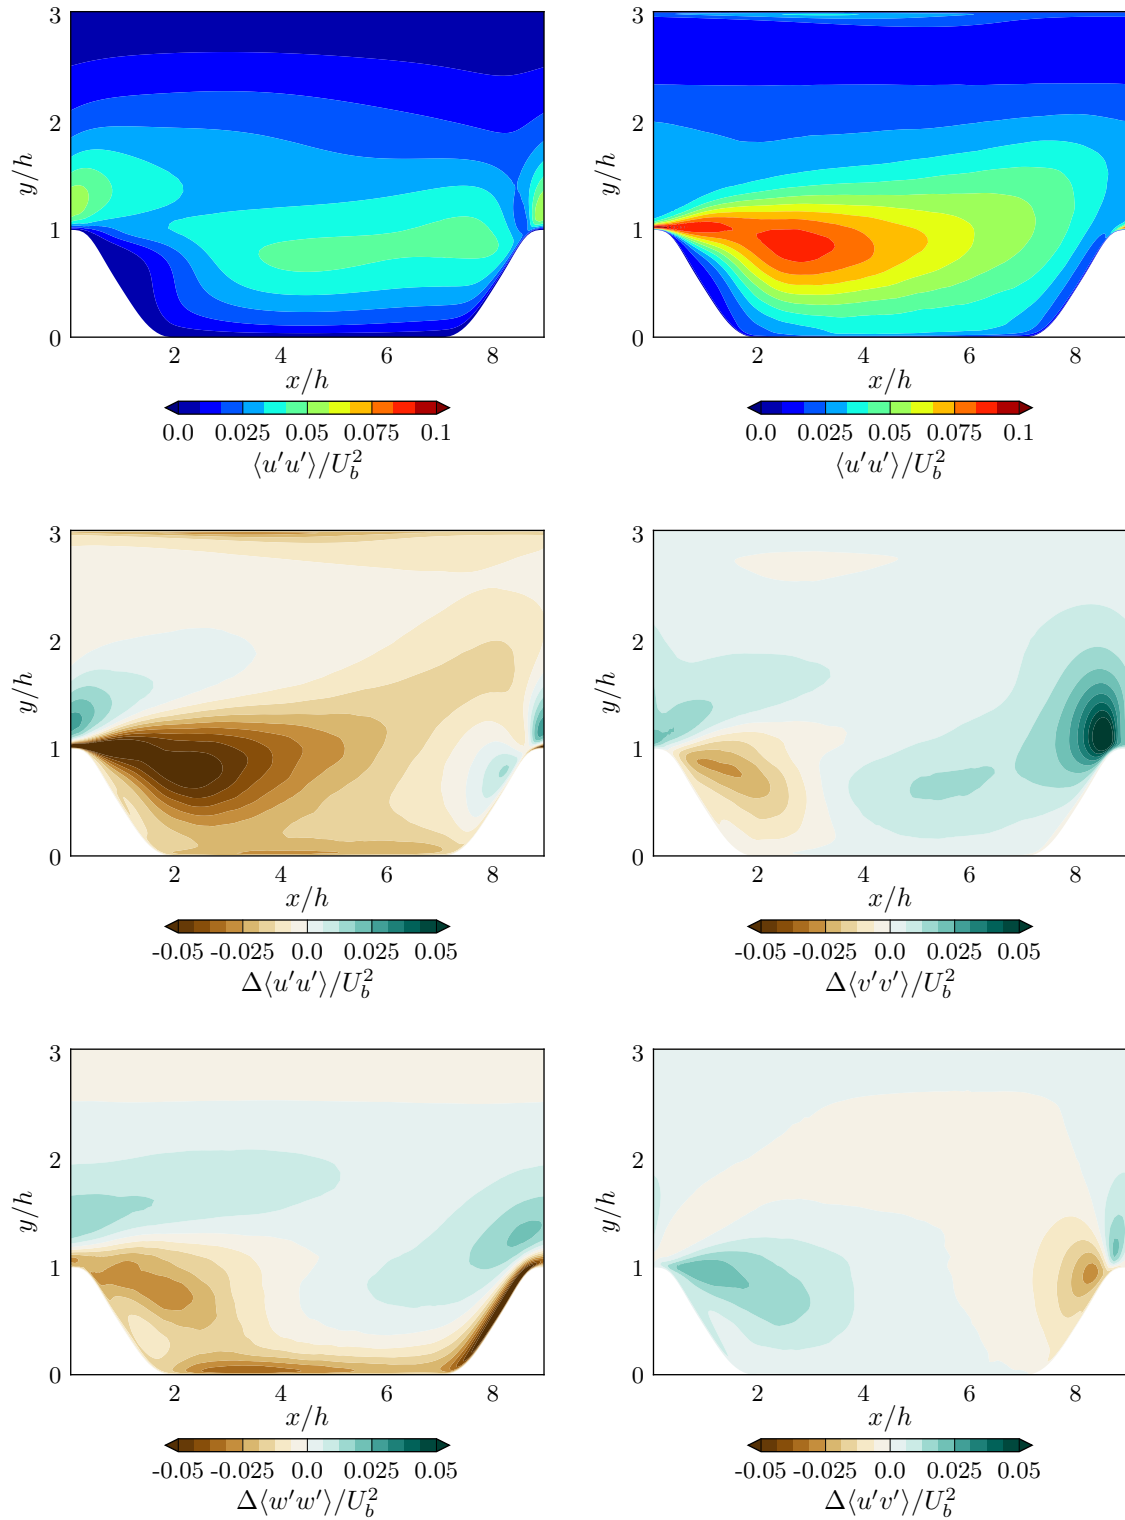 3 3
2 2
y/h y/h
1 1
0 0
2 4 6 8 2 4 6 8
x/h x/h
0.0 0.025 0.05 0.075 0.1 0.0 0.025 0.05 0.075 0.1
⟨u′u′⟩/U_b^2 ⟨u′u′⟩/U_b^2
3 3
2 2
y/h y/h
1 1
0 0
2 4 6 8 2 4 6 8
x/h x/h
-0.05 -0.025 0.0 0.025 0.05 -0.05 -0.025 0.0 0.025 0.05
Δ⟨u′u′⟩/U_b^2 Δ⟨v′v′⟩/U_b^2
3 3
2 2
y/h y/h
1 1
0 0
2 4 6 8 2 4 6 8
x/h x/h
-0.05 -0.025 0.0 0.025 0.05 -0.05 -0.025 0.0 0.025 0.05
Δ⟨w′w′⟩/U_b^2 Δ⟨u′v′⟩/U_b^2